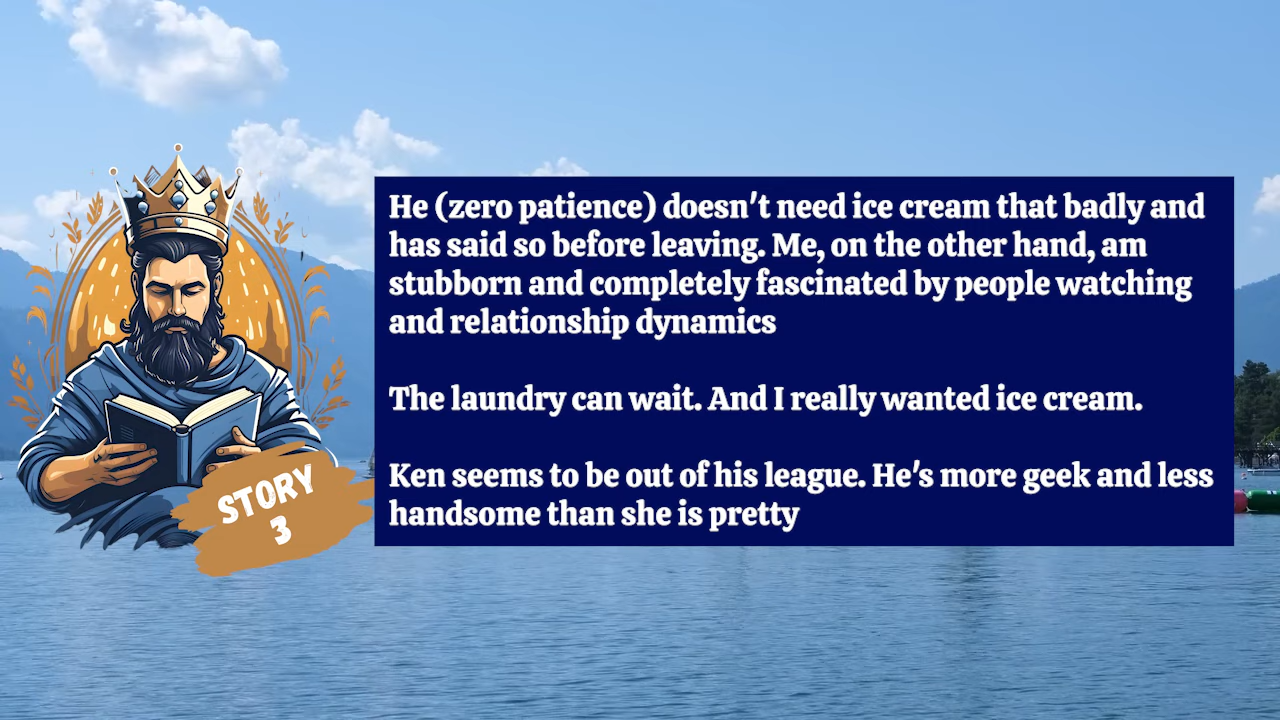 He (zero patience) doesn't need ice cream that badly and
has said so before leaving. Me, on the other hand, am
stubborn and completely fascinated by people watching
and relationship dynamics
The laundry can wait. And I really wanted ice cream.
Ken seems to be out of his league. He's more geek and less
handsome than she is pretty
STORY
3